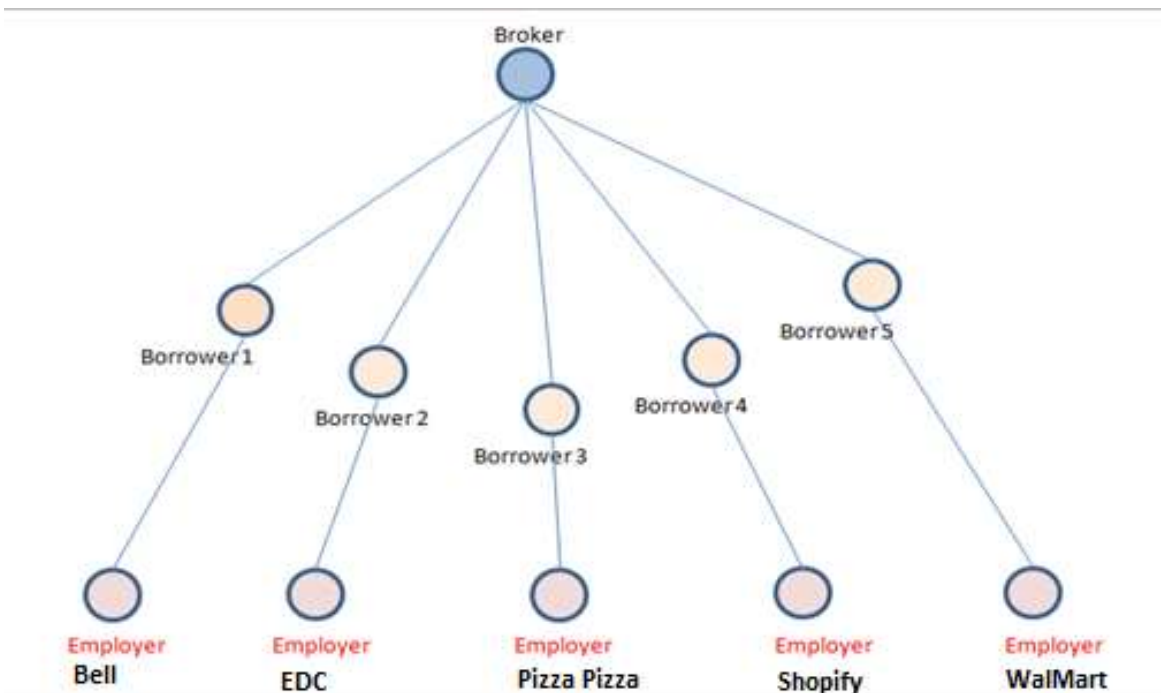 Broker
Borrower 1
Borrower 2
Borrower 3
Borrower 4
Borrower 5
Employer Employer Employer Employer Employer
Bell EDC Pizza Pizza Shopify WalMart